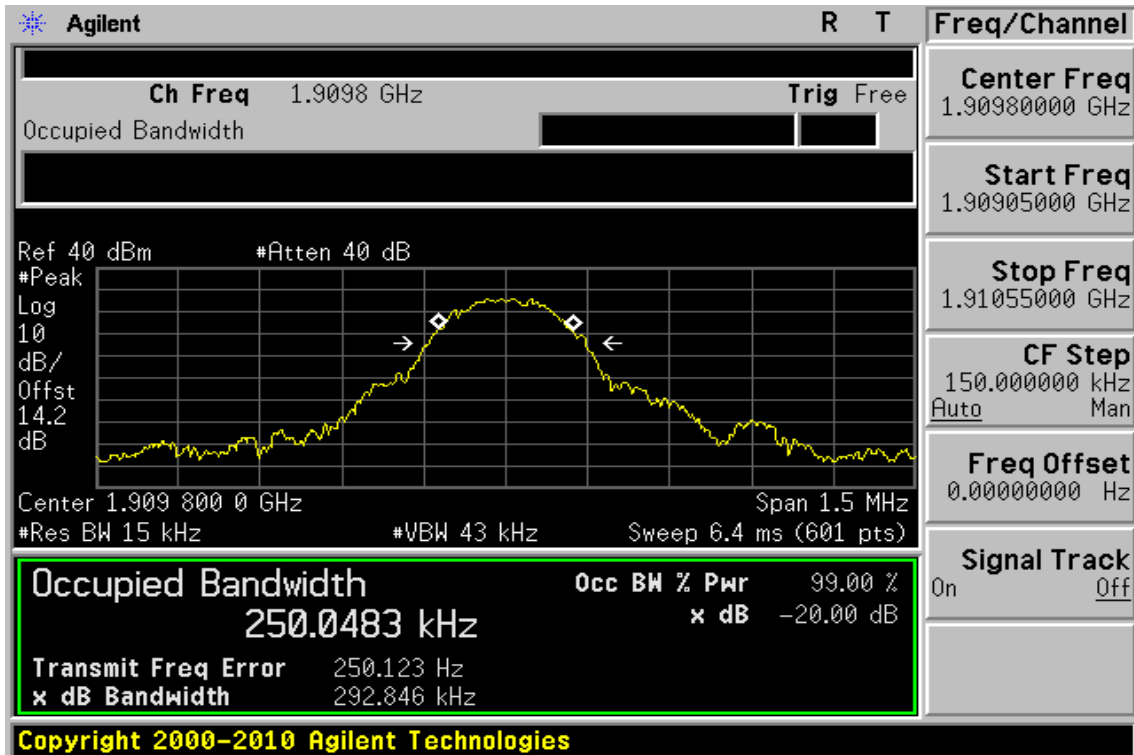 Agilent R T
Ch Freq 1.9098 GHz Trig Free
Occupied Bandwidth
Ref 40 dBm #Atten 40 dB
#Peak
Log
10
dB/
Offst
14.2
dB
Center 1.909 800 0 GHz Span 1.5 MHz
#Res BW 15 kHz #VBW 43 kHz Sweep 6.4 ms (601 pts)
Occupied Bandwidth
250.0483 kHz
Occ BW % Pwr 99.00 %
x dB -20.00 dB
Transmit Freq Error 250.123 Hz
x dB Bandwidth 292.846 kHz
Copyright 2000-2010 Agilent Technologies
Freq/Channel
Center Freq
1.90980000 GHz
Start Freq
1.90905000 GHz
Stop Freq
1.91055000 GHz
CF Step
150.000000 kHz
Auto Man
Freq Offset
0.00000000 Hz
Signal Track
On Off